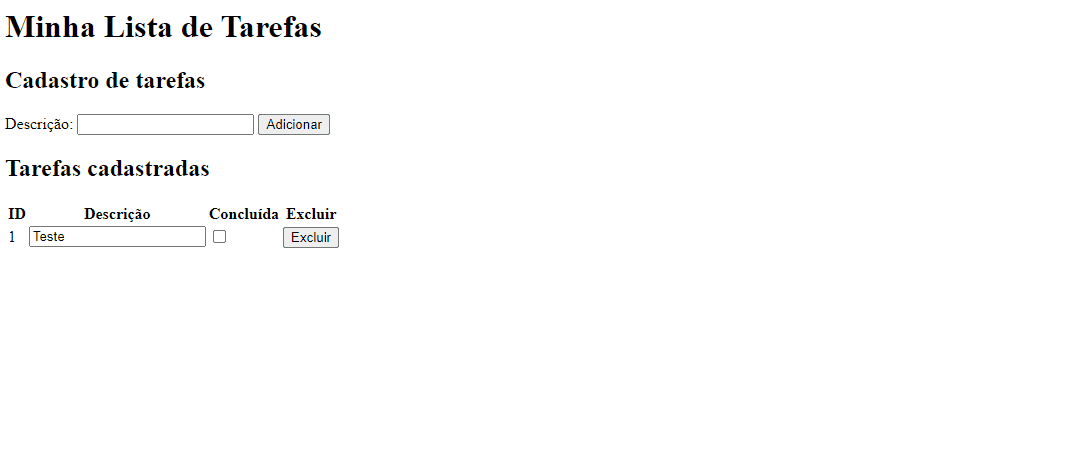 Minha Lista de Tarefas
Cadastro de tarefas
Descrição: Adicionar
Tarefas cadastradas
ID Descrição Concluída Excluir
1 Teste Excluir